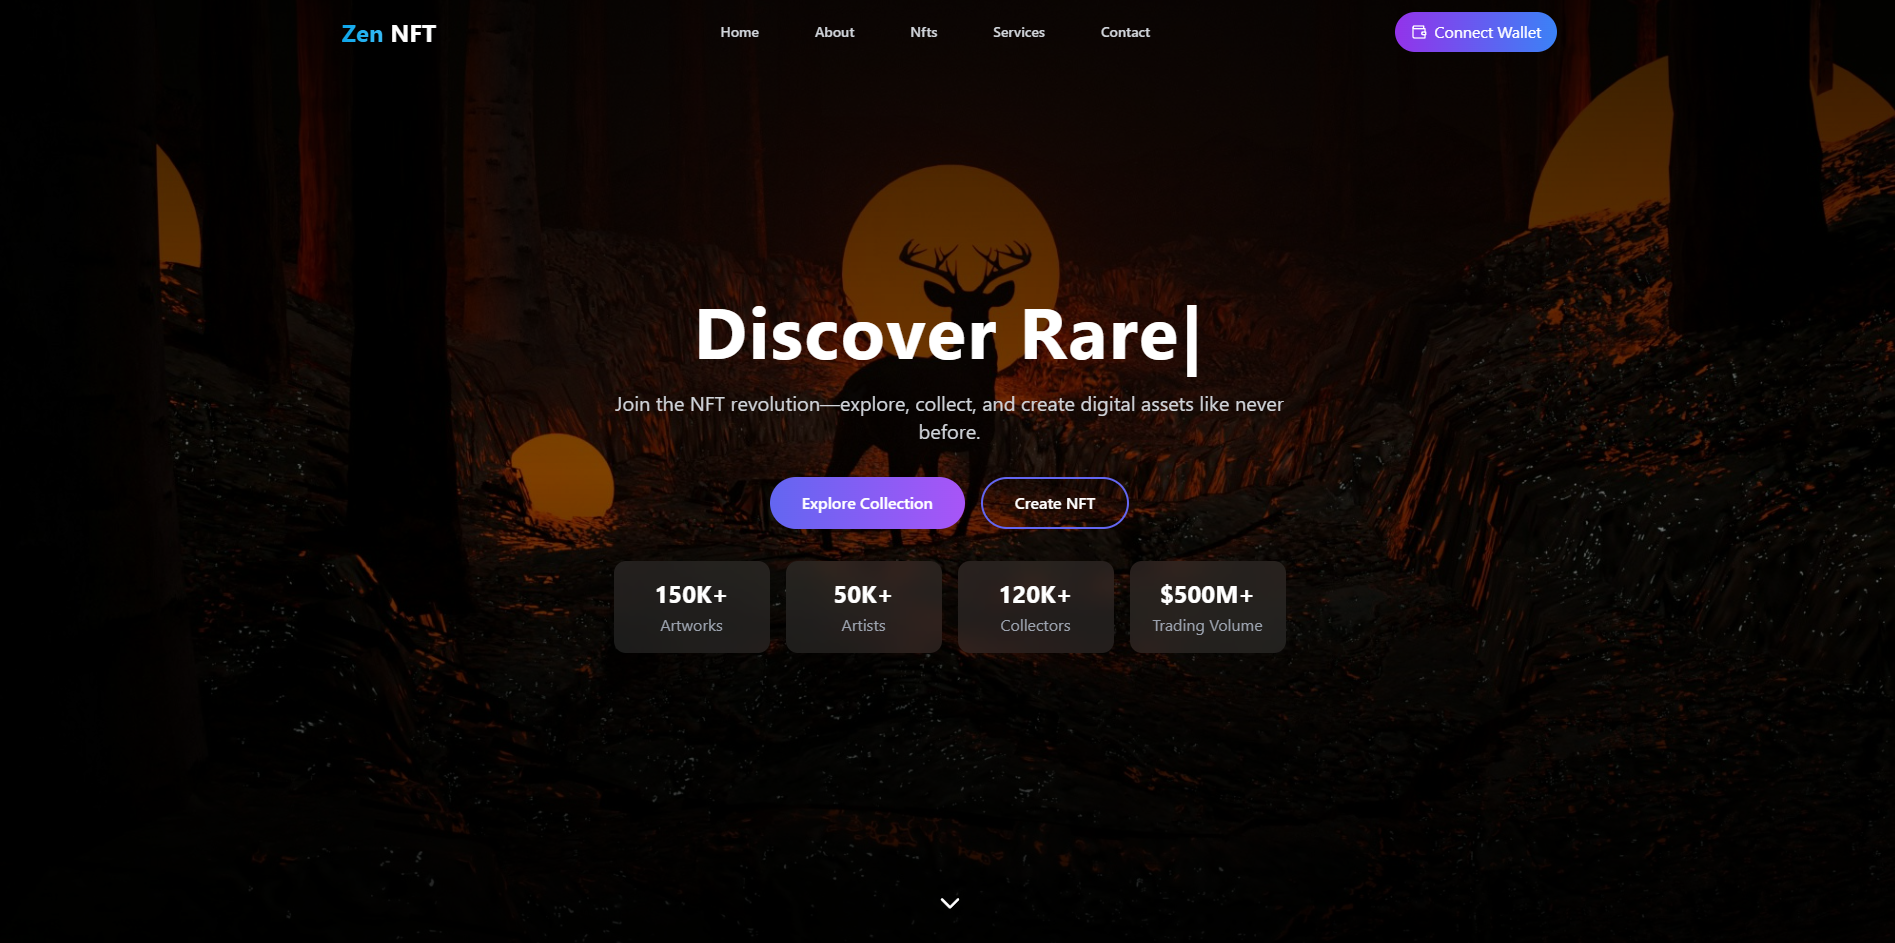 Zen NFT
Home
About
Nfts
Services
Contact
Connect Wallet
Discover Rare|
Join the NFT revolution—explore, collect, and create digital assets like never
before.
Explore Collection
Create NFT
150K+
Artworks
50K+
Artists
120K+
Collectors
$500M+
Trading Volume